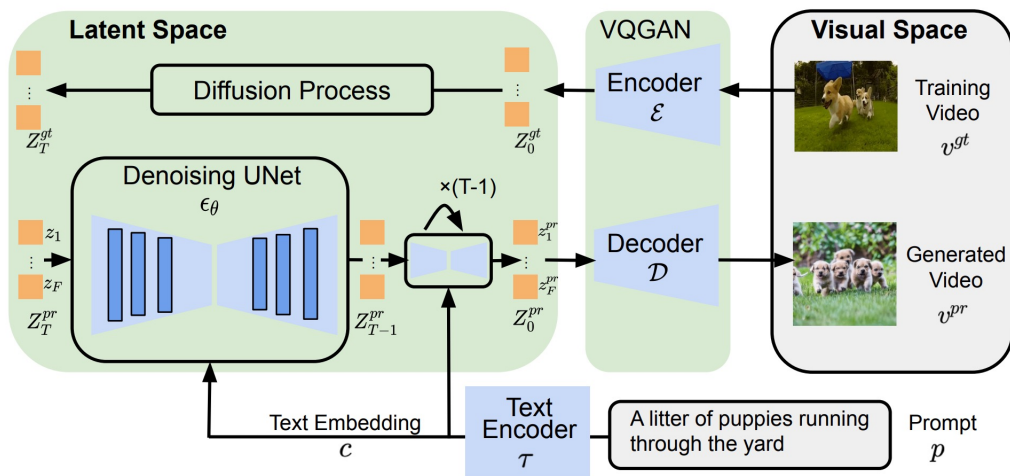 Latent Space
VQGAN
Visual Space
Diffusion Process
Z_T^{gt}
Z_0^{gt}
Encoder
ℰ
Training
Video
v^{gt}
Denoising UNet
ϵ_θ
×(T-1)
z_1
⋮
z_F
Z_T^{pr}
Z_{T-1}^{pr}
z_1^{pr}
⋮
z_F^{pr}
Z_0^{pr}
Decoder
𝒟
Generated
Video
v^{pr}
Text Embedding
c
Text
Encoder
τ
A litter of puppies running
through the yard
Prompt
p